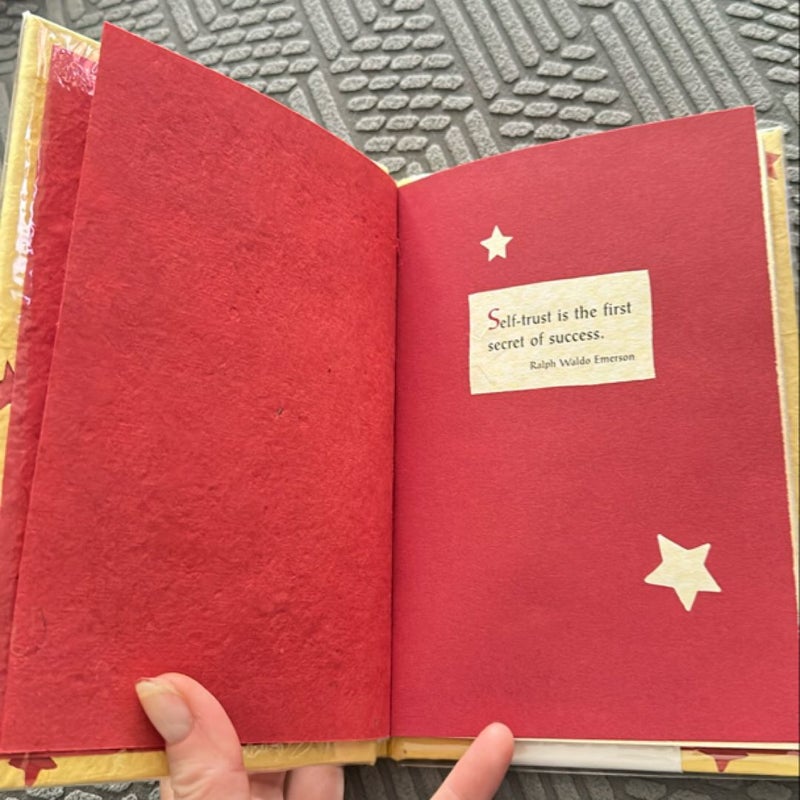 Self-trust is the first
secret of success.
Ralph Waldo Emerson